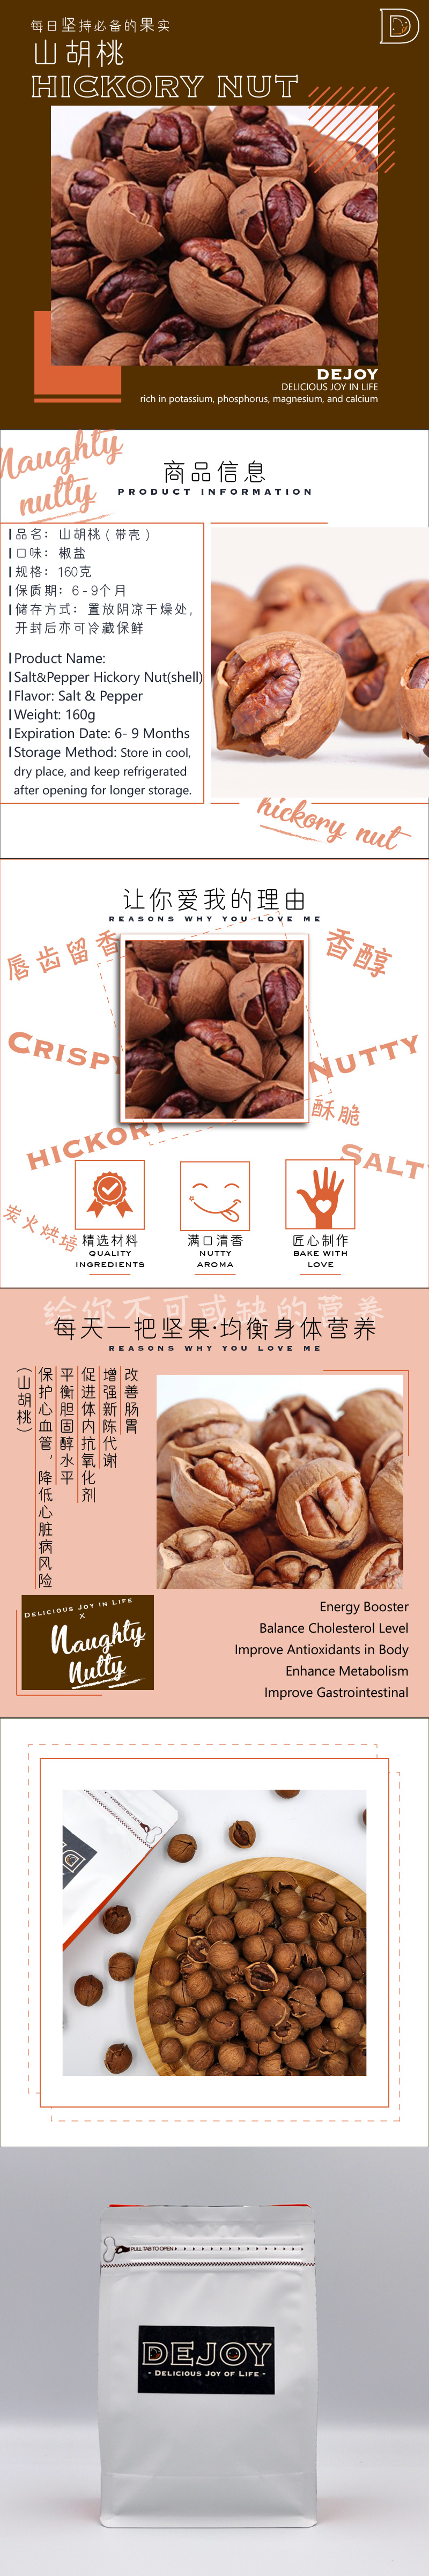 每日坚持必备的果实
D
山胡桃
HICKORY NUT
DEJOY
DELICIOUS JOY IN LIFE
rich in potassium, phosphorus, magnesium, and calcium
Naughty
nutty
商品信息
PRODUCT INFORMATION
品名：山胡桃（带壳）
口味：椒盐
规格：160克
保质期：6-9个月
储存方式：置放阴凉干燥处，
开封后亦可冷藏保鲜
Product Name:
Salt&Pepper Hickory Nut(shell)
Flavor: Salt & Pepper
Weight: 160g
Expiration Date: 6- 9 Months
Storage Method: Store in cool,
dry place, and keep refrigerated
after opening for longer storage.
hickory nut
让你爱我的理由
REASONS WHY YOU LOVE ME
唇齿留香
香醇
CRISPY
NUTTY
酥脆
HICKORY
SALT
炭火烘培
精选材料
QUALITY
INGREDIENTS
满口清香
NUTTY
AROMA
匠心制作
BAKE WITH
LOVE
给你不可或缺的营养
每天一把坚果·均衡身体营养
REASONS WHY YOU LOVE ME
改善肠胃
增强新陈代谢
促进体内抗氧化剂
平衡胆固醇水平
保护心血管，降低心脏病风险
（山胡桃）
DELICIOUS JOY IN LIFE
X
Naughty
Nutty
Energy Booster
Balance Cholesterol Level
Improve Antioxidants in Body
Enhance Metabolism
Improve Gastrointestinal
PULL TAB TO OPEN
DEJOY
- DELICIOUS JOY OF LIFE -